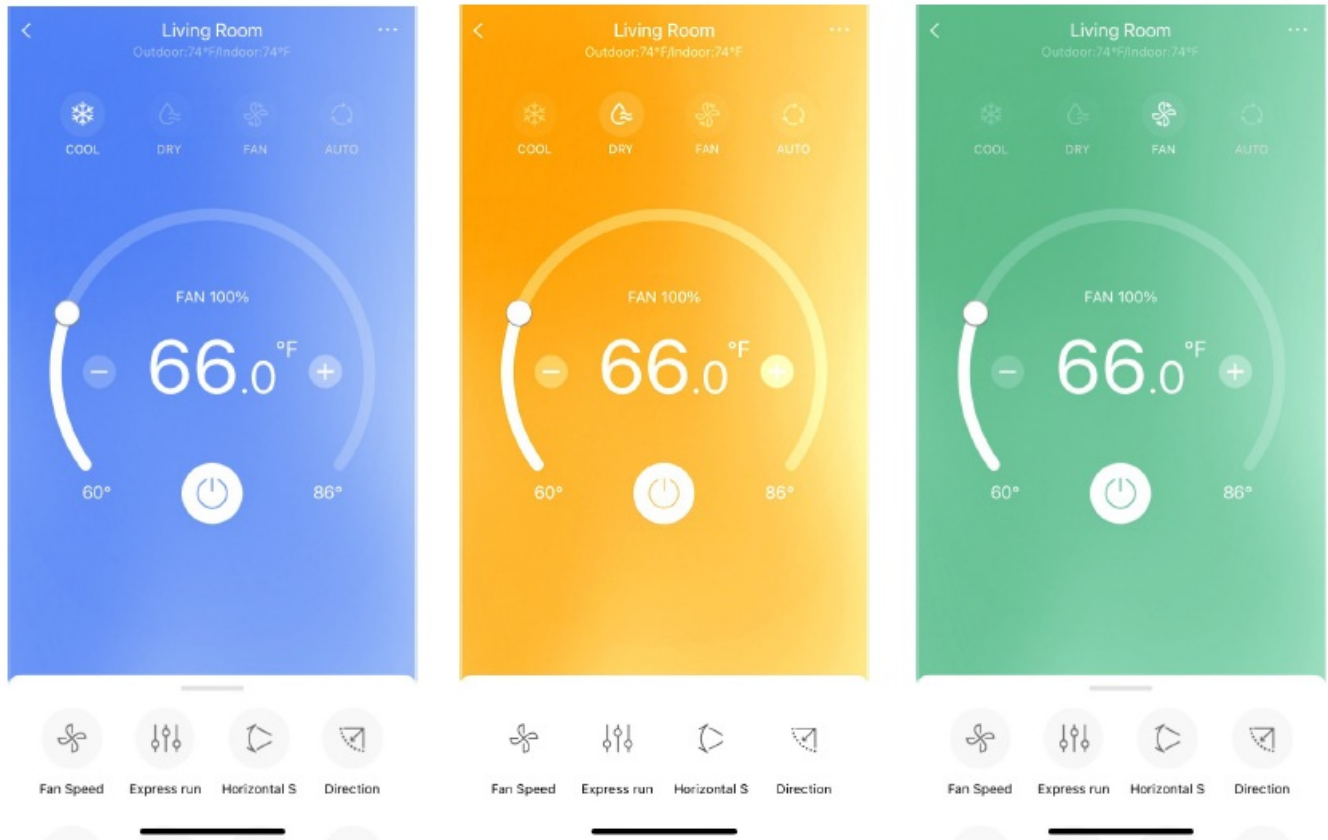 Living Room
Outdoor:74°F/Indoor:74°F
COOL DRY FAN AUTO
FAN 100%
66.0°F
60° 86°
Fan Speed Express run Horizontal S Direction
Living Room
Outdoor:74°F/Indoor:74°F
COOL DRY FAN AUTO
FAN 100%
66.0°F
60° 86°
Fan Speed Express run Horizontal S Direction
Living Room
Outdoor:74°F/Indoor:74°F
COOL DRY FAN AUTO
FAN 100%
66.0°F
60° 86°
Fan Speed Express run Horizontal S Direction